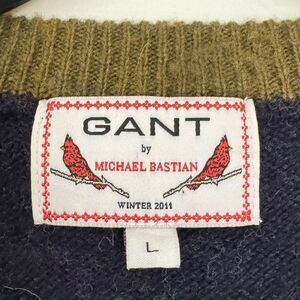 GANT
by
MICHAEL BASTIAN
WINTER 2011
L